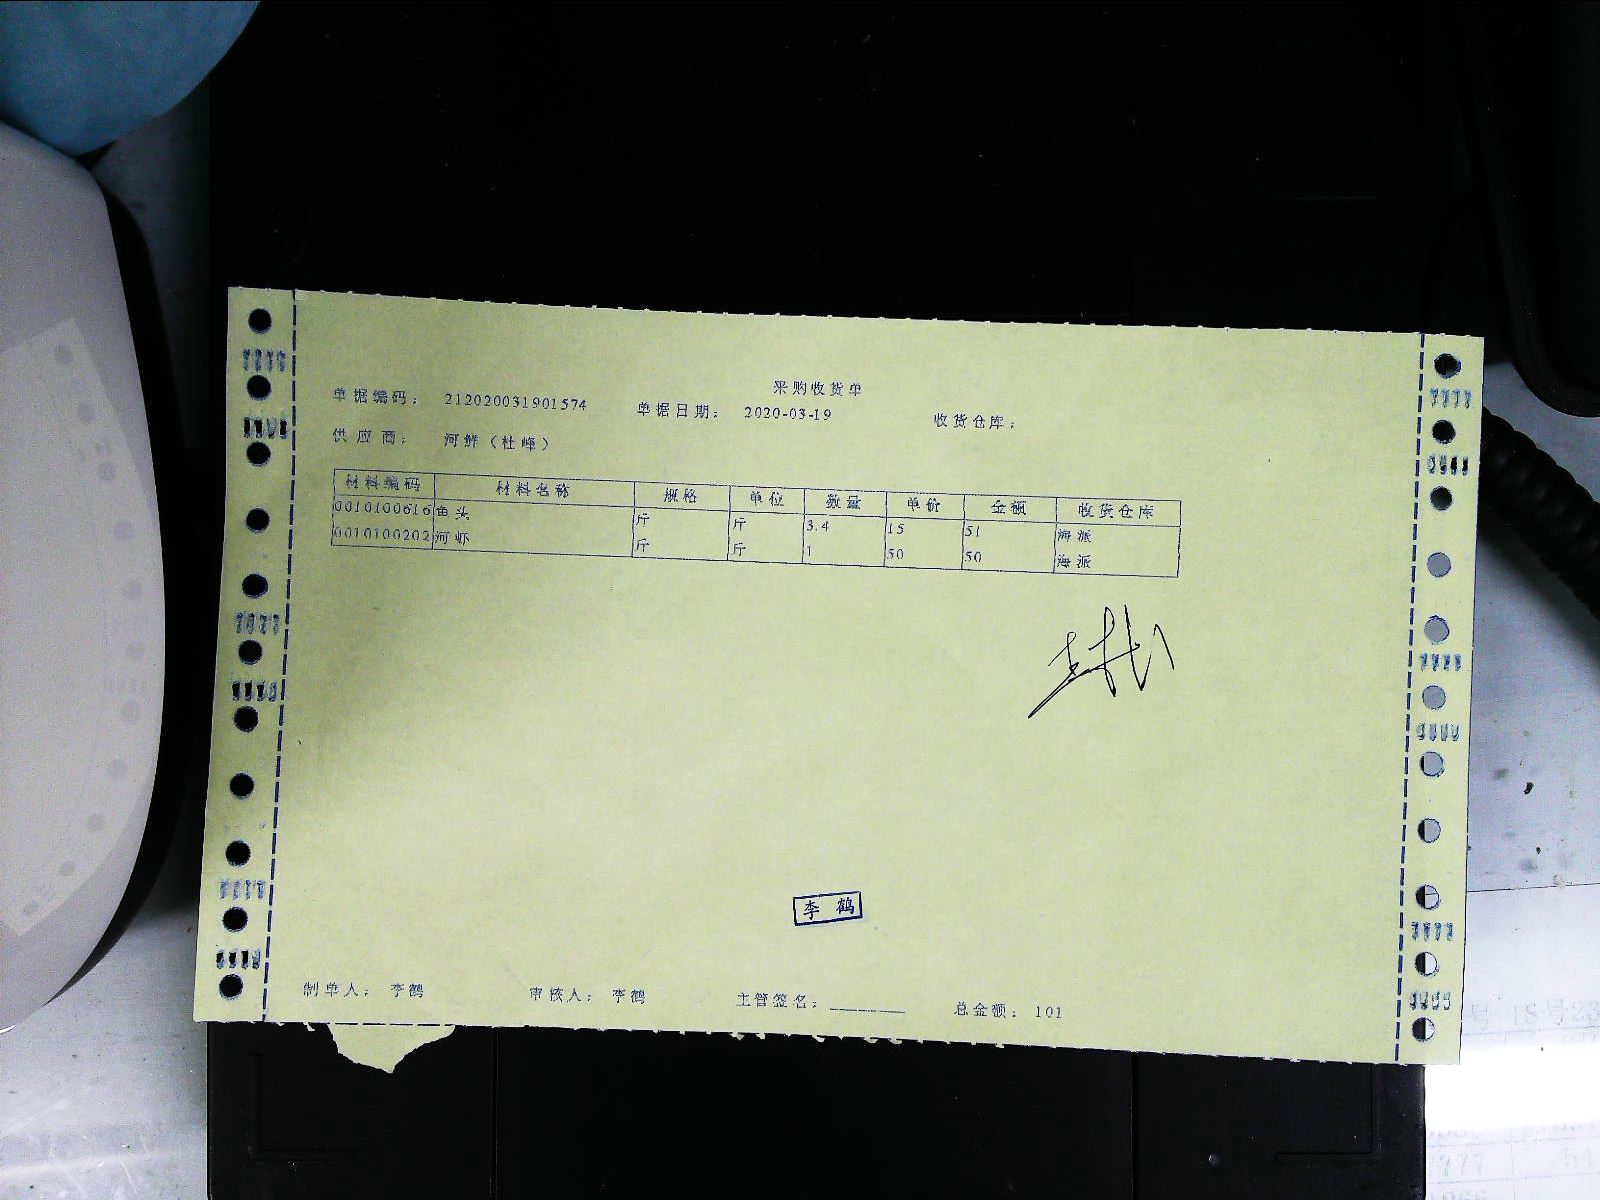 采购收货单
单据编码： 212020031901574 单据日期： 2020-03-19 收货仓库：
供应商： 河鲜（杜峰）
材料编码 材料名称 规格 单位 数量 单价 金额 收货仓库
0010100616 鱼头 斤 斤 3.4 15 51 海派
0010100202 河虾 斤 斤 1 50 50 海派
李鹤
制单人： 李鹤 审核人： 李鹤 主管签名： 总金额： 101